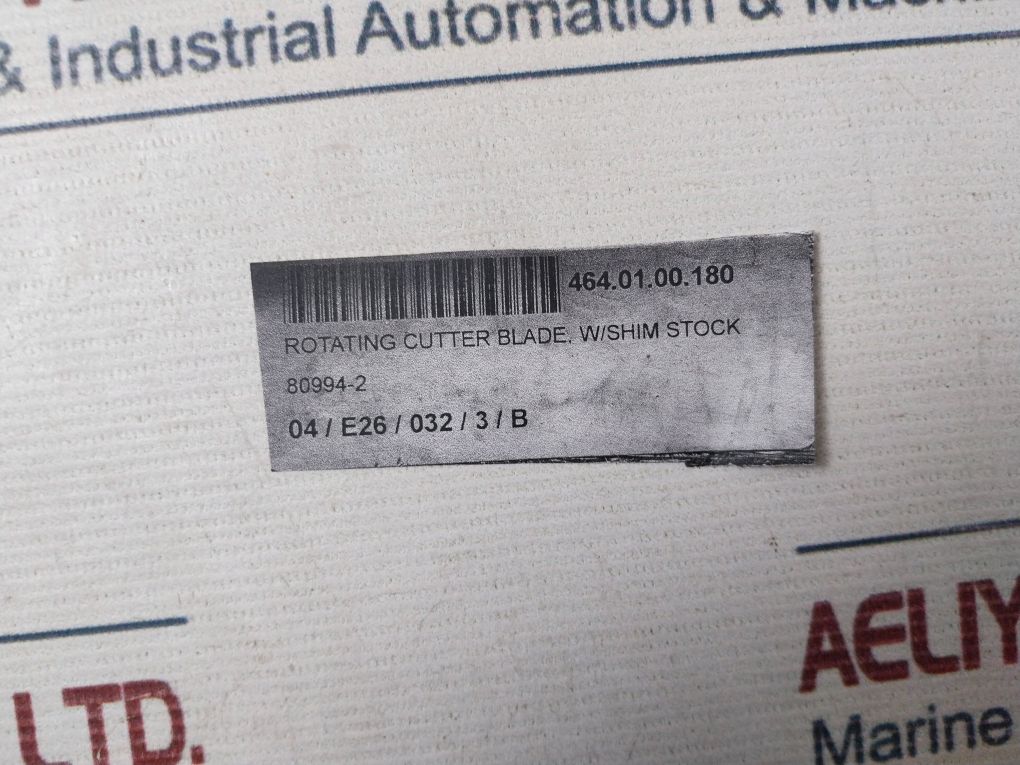 & Industrial Automation &
464.01.00.180
ROTATING CUTTER BLADE, W/SHIM STOCK
80994-2
04 / E26 / 032 / 3 / B
AELIY
LTD.
Marine